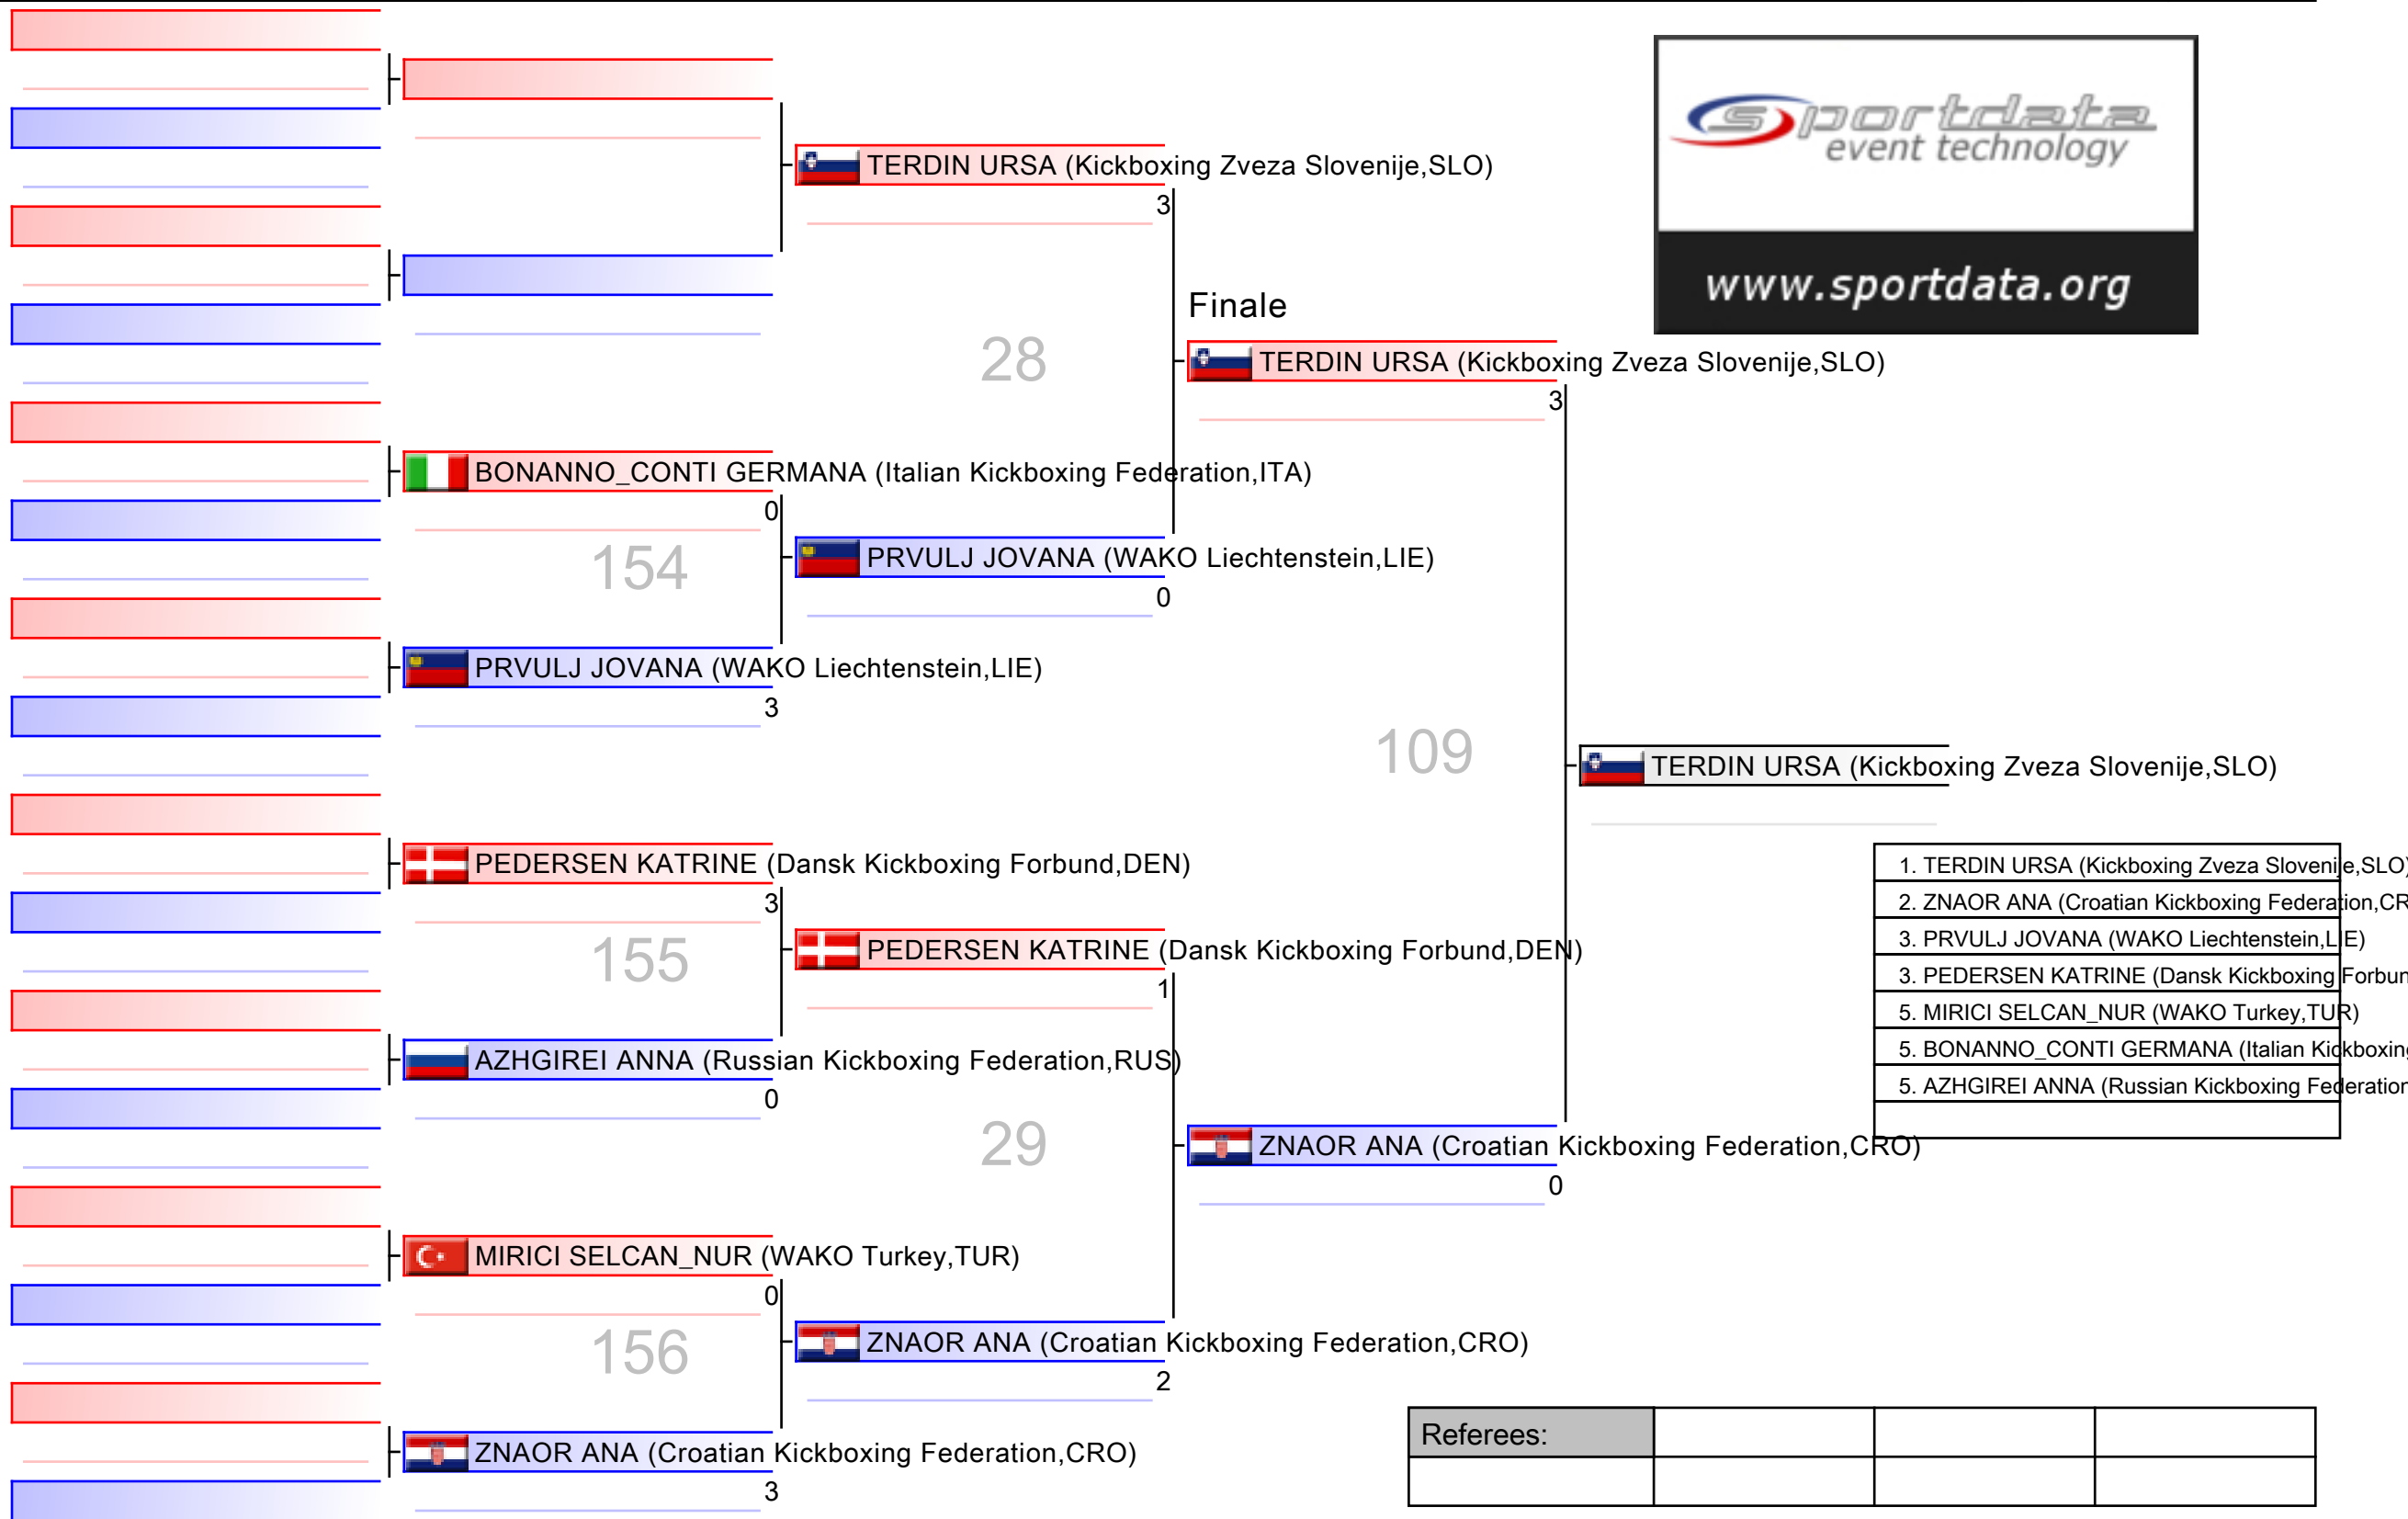 sportdata
event technology
www.sportdata.org
TERDIN URSA (Kickboxing Zveza Slovenije,SLO)
3
28
Finale
TERDIN URSA (Kickboxing Zveza Slovenije,SLO)
3
BONANNO_CONTI GERMANA (Italian Kickboxing Federation,ITA)
0
154
PRVULJ JOVANA (WAKO Liechtenstein,LIE)
0
PRVULJ JOVANA (WAKO Liechtenstein,LIE)
3
109
TERDIN URSA (Kickboxing Zveza Slovenije,SLO)
PEDERSEN KATRINE (Dansk Kickboxing Forbund,DEN)
3
155
PEDERSEN KATRINE (Dansk Kickboxing Forbund,DEN)
1
AZHGIREI ANNA (Russian Kickboxing Federation,RUS)
0
29
ZNAOR ANA (Croatian Kickboxing Federation,CRO)
0
MIRICI SELCAN_NUR (WAKO Turkey,TUR)
0
156
ZNAOR ANA (Croatian Kickboxing Federation,CRO)
2
ZNAOR ANA (Croatian Kickboxing Federation,CRO)
3
1. TERDIN URSA (Kickboxing Zveza Slovenije,SLO)
2. ZNAOR ANA (Croatian Kickboxing Federation,CR
3. PRVULJ JOVANA (WAKO Liechtenstein,LIE)
3. PEDERSEN KATRINE (Dansk Kickboxing Forbun
5. MIRICI SELCAN_NUR (WAKO Turkey,TUR)
5. BONANNO_CONTI GERMANA (Italian Kickboxing
5. AZHGIREI ANNA (Russian Kickboxing Federation
Referees: